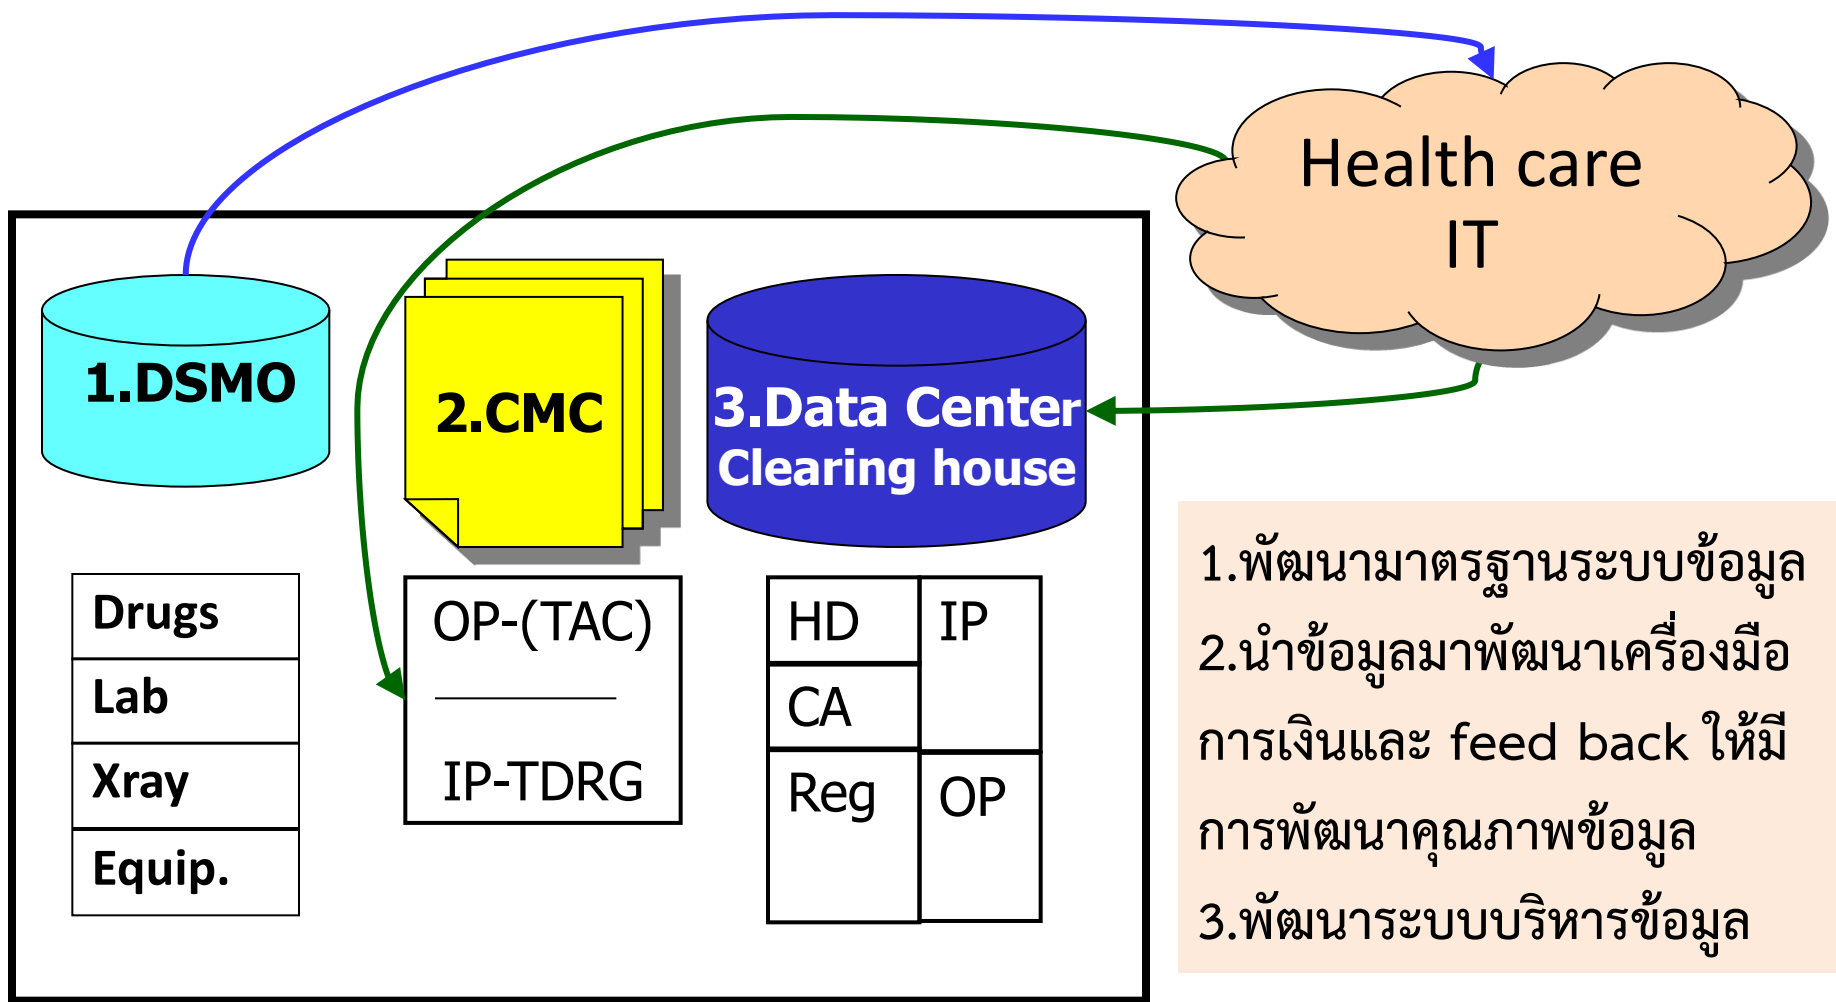 Health care
IT
1.DSMO
2.CMC
3.Data Center
Clearing house
Drugs
Lab
Xray
Equip.
OP-(TAC)
IP-TDRG
HD
IP
CA
Reg
OP
1.พัฒนามาตรฐานระบบข้อมูล
2.นำข้อมูลมาพัฒนาเครื่องมือ
การเงินและ feed back ให้มี
การพัฒนาคุณภาพข้อมูล
3.พัฒนาระบบบริหารข้อมูล